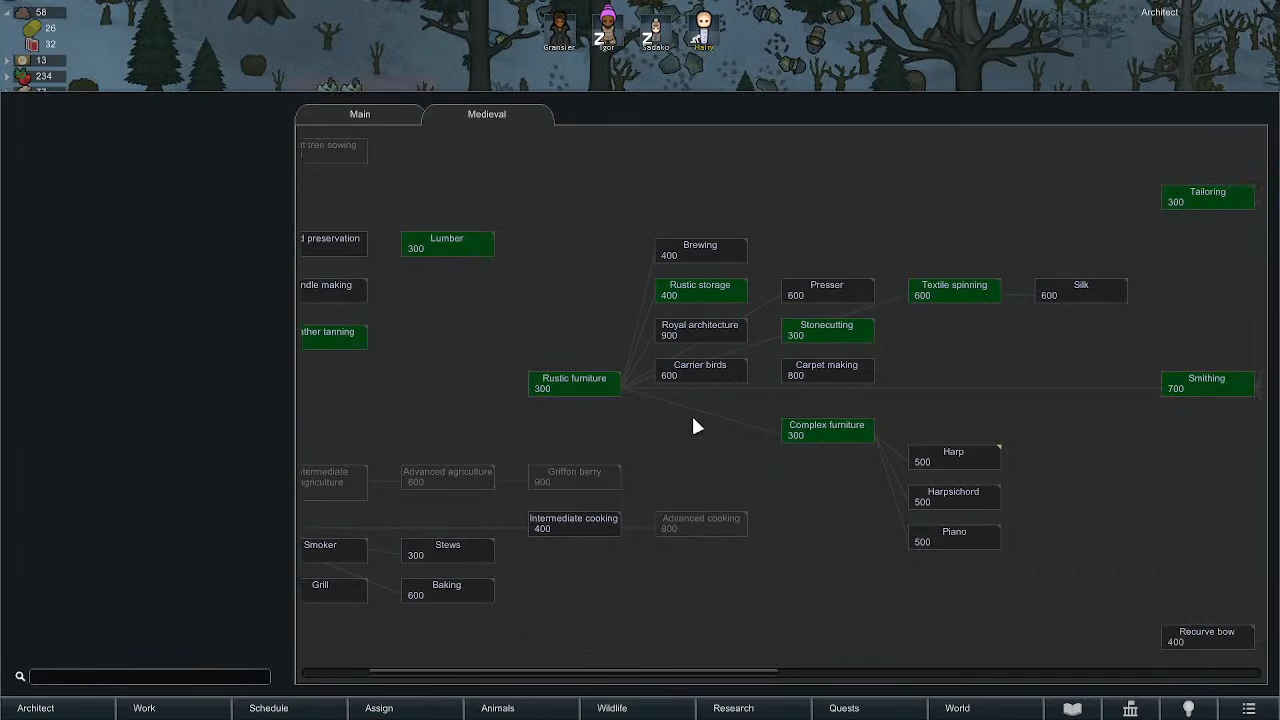 58
26
32
13
234
Gransler
Igor
Sadako
Hairy
Architect
Main
Medieval
it tree sowing
Tailoring
300
d preservation
Lumber
300
Brewing
400
ndle making
Rustic storage
400
Presser
600
Textile spinning
600
Silk
600
ather tanning
Royal architecture
900
Stonecutting
300
Carrier birds
600
Carpet making
800
Rustic furniture
300
Smithing
700
Complex furniture
300
Harp
500
ntermediate
agriculture
Advanced agriculture
600
Griffon berry
900
Harpsichord
500
Intermediate cooking
400
Advanced cooking
800
Piano
500
Smoker
Stews
300
Grill
Baking
600
Recurve bow
400
Architect
Work
Schedule
Assign
Animals
Wildlife
Research
Quests
World